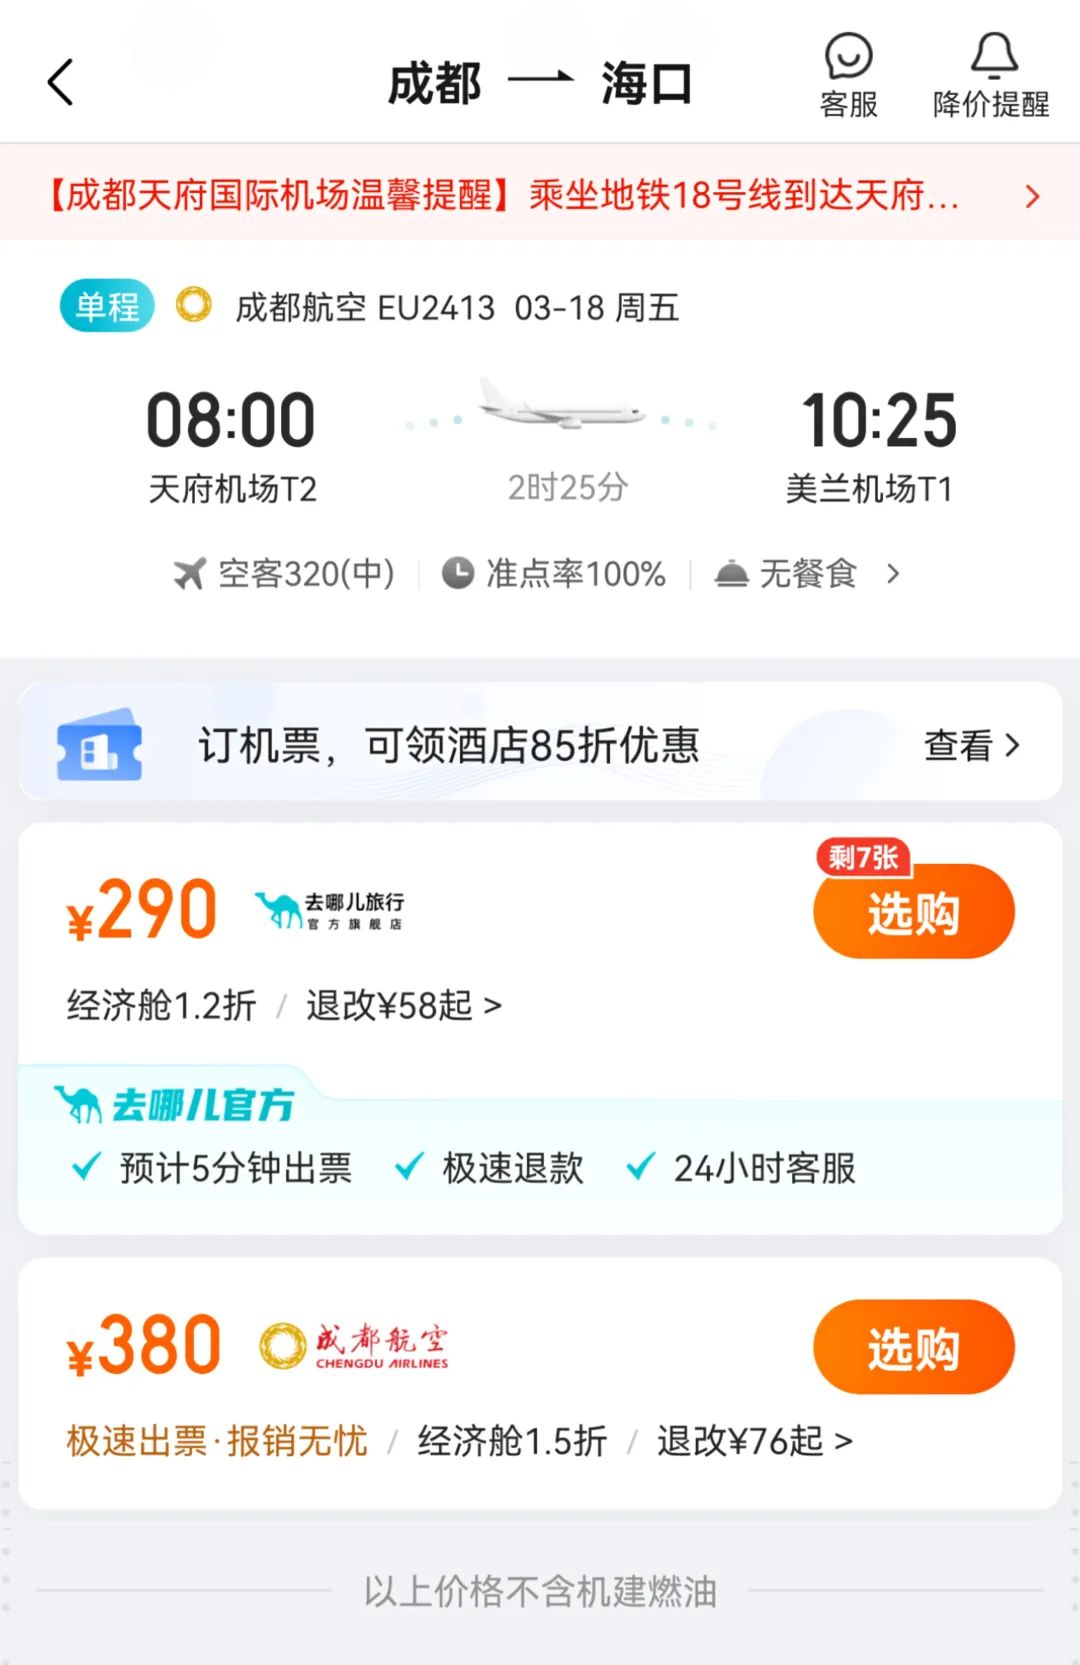 成都 → 海口
客服
降价提醒
【成都天府国际机场温馨提醒】乘坐地铁18号线到达天府...
单程 成都航空 EU2413 03-18 周五
08:00 10:25
天府机场T2 2时25分 美兰机场T1
空客320(中) 准点率100% 无餐食 >
订机票，可领酒店85折优惠 查看 >
剩7张
¥290 去哪儿旅行 选购
官方旗舰店
经济舱1.2折 / 退改¥58起 >
去哪儿官方
预计5分钟出票 极速退款 24小时客服
¥380 成都航空 选购
CHENGDU AIRLINES
极速出票·报销无忧 / 经济舱1.5折 / 退改¥76起 >
以上价格不含机建燃油